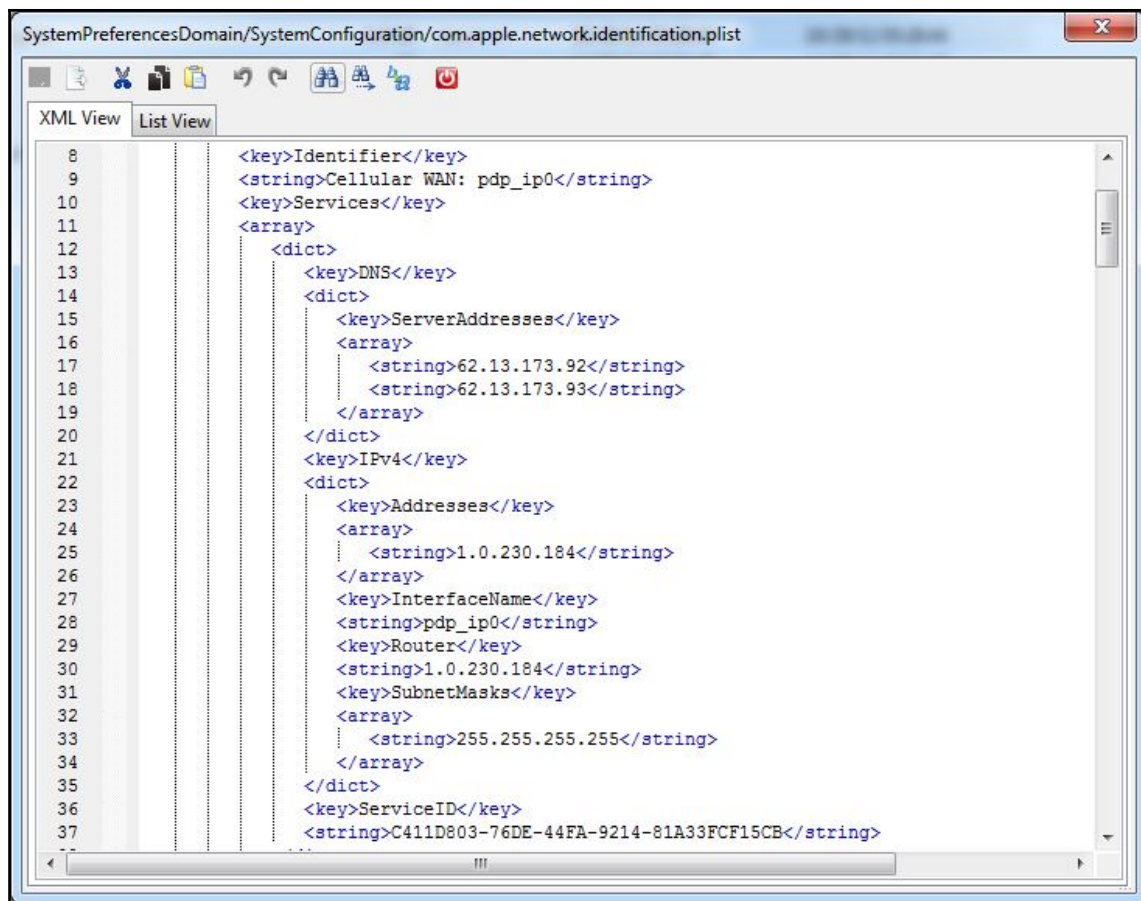 SystemPreferencesDomain/SystemConfiguration/com.apple.network.identification.plist
XML View List View
8 <key>Identifier</key>
9 <string>Cellular WAN: pdp_ip0</string>
10 <key>Services</key>
11 <array>
12 <dict>
13 <key>DNS</key>
14 <dict>
15 <key>ServerAddresses</key>
16 <array>
17 <string>62.13.173.92</string>
18 <string>62.13.173.93</string>
19 </array>
20 </dict>
21 <key>IPv4</key>
22 <dict>
23 <key>Addresses</key>
24 <array>
25 <string>1.0.230.184</string>
26 </array>
27 <key>InterfaceName</key>
28 <string>pdp_ip0</string>
29 <key>Router</key>
30 <string>1.0.230.184</string>
31 <key>SubnetMasks</key>
32 <array>
33 <string>255.255.255.255</string>
34 </array>
35 </dict>
36 <key>ServiceID</key>
37 <string>C411D803-76DE-44FA-9214-81A33FCF15CB</string>